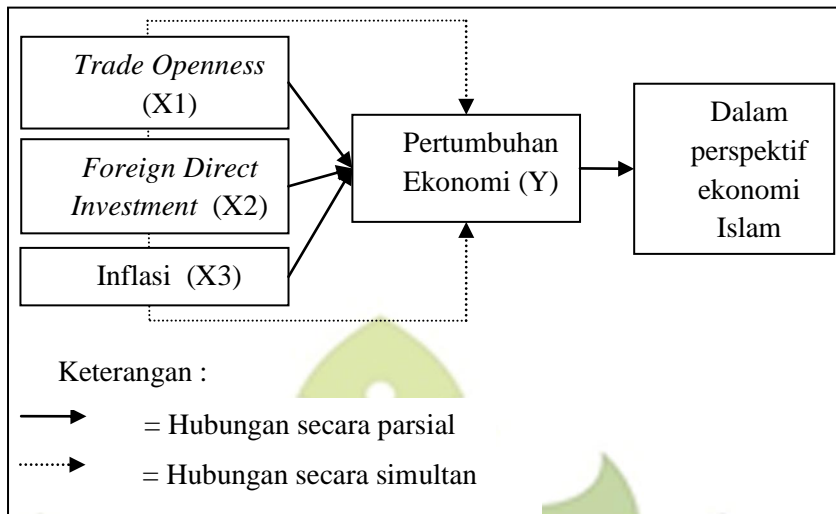 Trade Openness
(X1)
Foreign Direct
Investment (X2)
Inflasi (X3)
Pertumbuhan
Ekonomi (Y)
Dalam
perspektif
ekonomi
Islam
Keterangan :
= Hubungan secara parsial
= Hubungan secara simultan